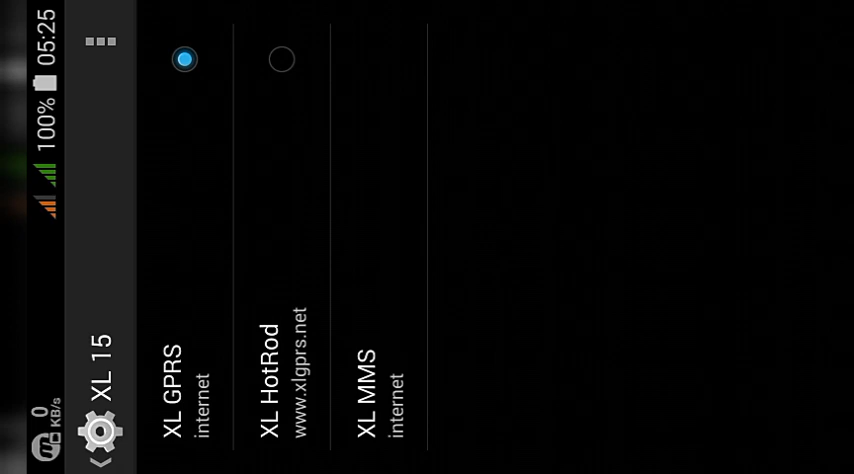 0
KB/s
100%
05:25
XL 15
XL GPRS
internet
XL HotRod
www.xlgprs.net
XL MMS
internet